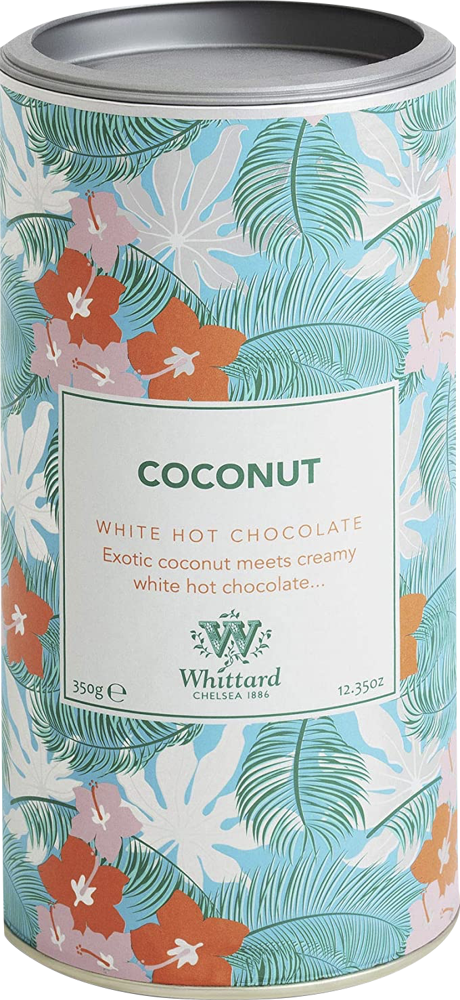 COCONUT
WHITE HOT CHOCOLATE
Exotic coconut meets creamy
white hot chocolate...
W
Whittard
CHELSEA 1886
350g ℮
12.35oz